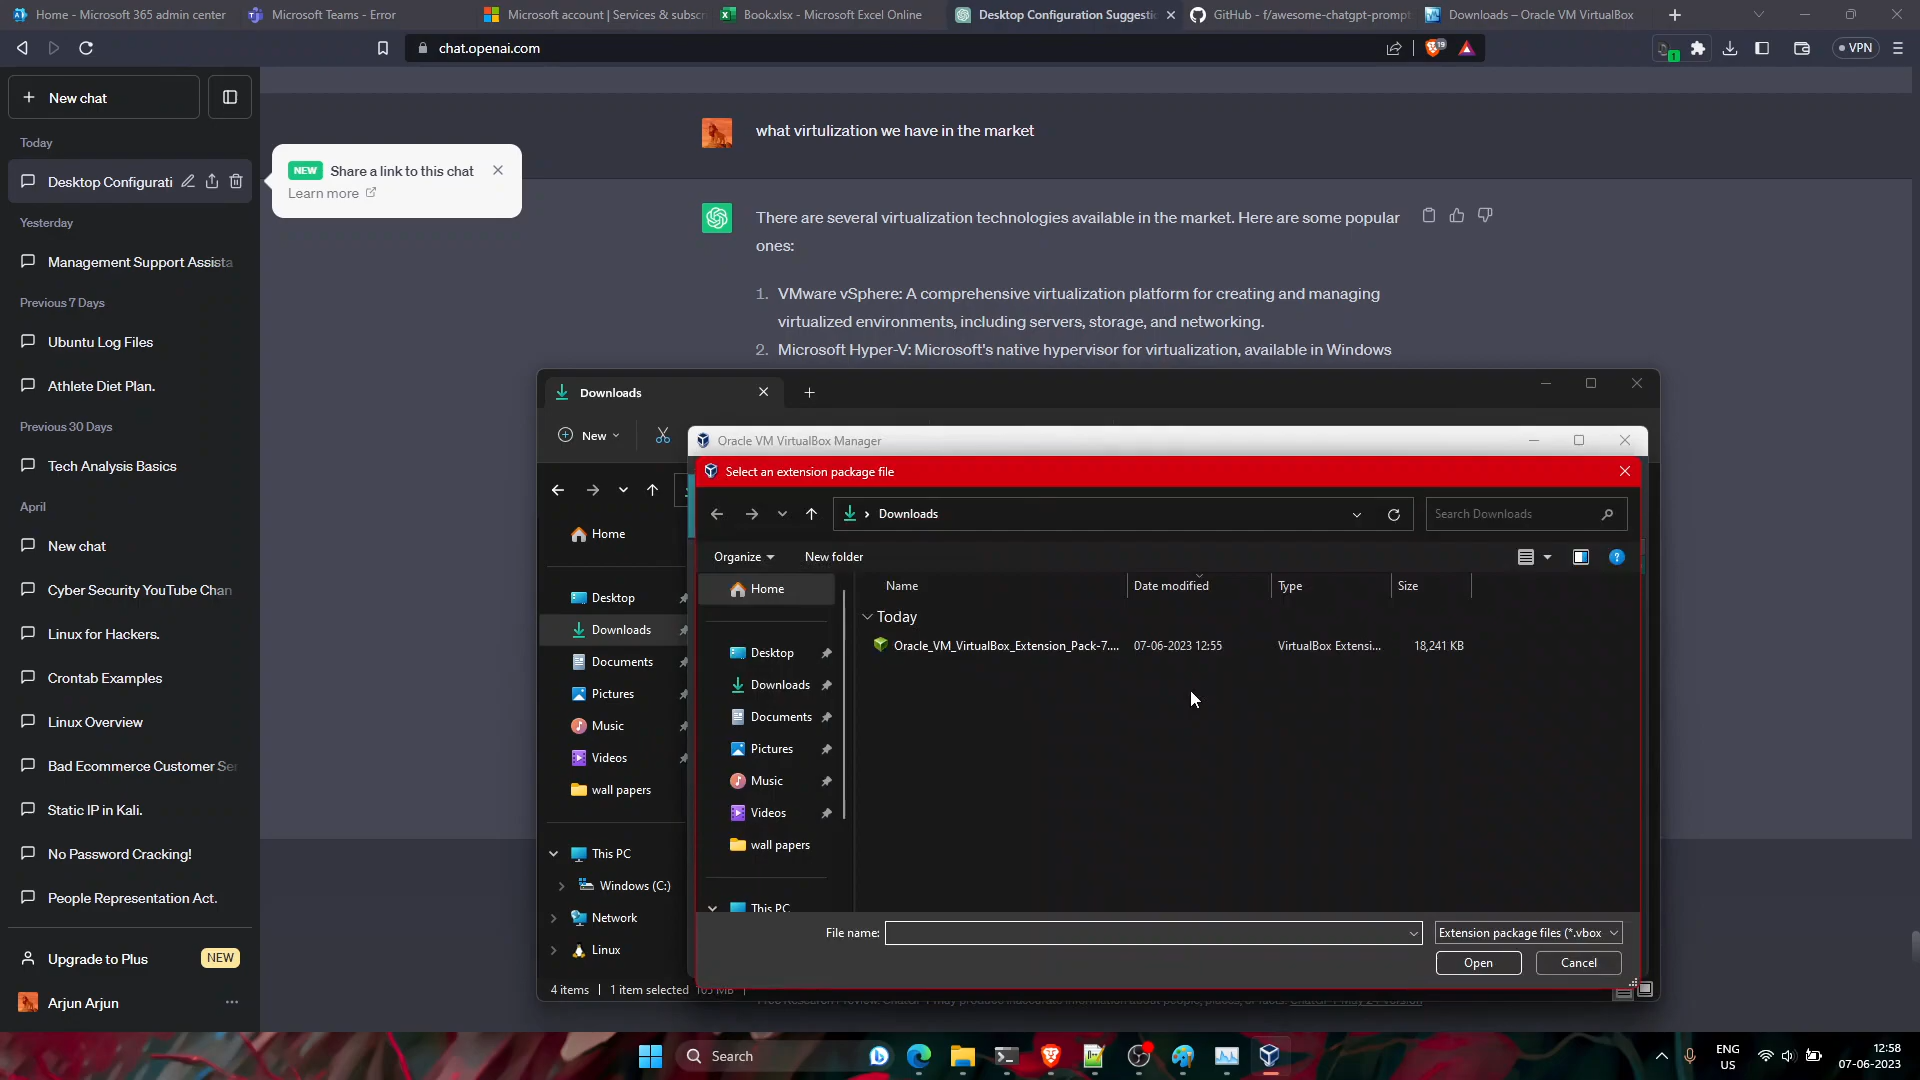 Home - Microsoft 365 admin center
Microsoft Teams - Error
Microsoft account | Services & subscr
Book.xlsx - Microsoft Excel Online
Desktop Configuration Suggestic
GitHub - f/awesome-chatgpt-prompt
Downloads – Oracle VM VirtualBox
chat.openai.com
19
1
VPN
New chat
Today
Desktop Configurati
Yesterday
Management Support Assista
Previous 7 Days
Ubuntu Log Files
Athlete Diet Plan.
Previous 30 Days
Tech Analysis Basics
April
New chat
Cyber Security YouTube Chan
Linux for Hackers.
Crontab Examples
Linux Overview
Bad Ecommerce Customer Ser
Static IP in Kali.
No Password Cracking!
People Representation Act.
Upgrade to Plus
NEW
Arjun Arjun
NEW Share a link to this chat
Learn more
what virtulization we have in the market
There are several virtualization technologies available in the market. Here are some popular
ones:
1. VMware vSphere: A comprehensive virtualization platform for creating and managing
virtualized environments, including servers, storage, and networking.
2. Microsoft Hyper-V: Microsoft's native hypervisor for virtualization, available in Windows
Downloads
New
Home
Desktop
Downloads
Documents
Pictures
Music
Videos
wall papers
This PC
Windows (C:)
Network
Linux
4 items
1 item selected 105 MB
Oracle VM VirtualBox Manager
Select an extension package file
Downloads
Search Downloads
Organize
New folder
Home
Desktop
Downloads
Documents
Pictures
Music
Videos
wall papers
This PC
Name
Date modified
Type
Size
Today
Oracle_VM_VirtualBox_Extension_Pack-7....
07-06-2023 12:55
VirtualBox Extensi...
18,241 KB
File name:
Extension package files (*.vbox
Open
Cancel
Search
ENG
US
12:58
07-06-2023